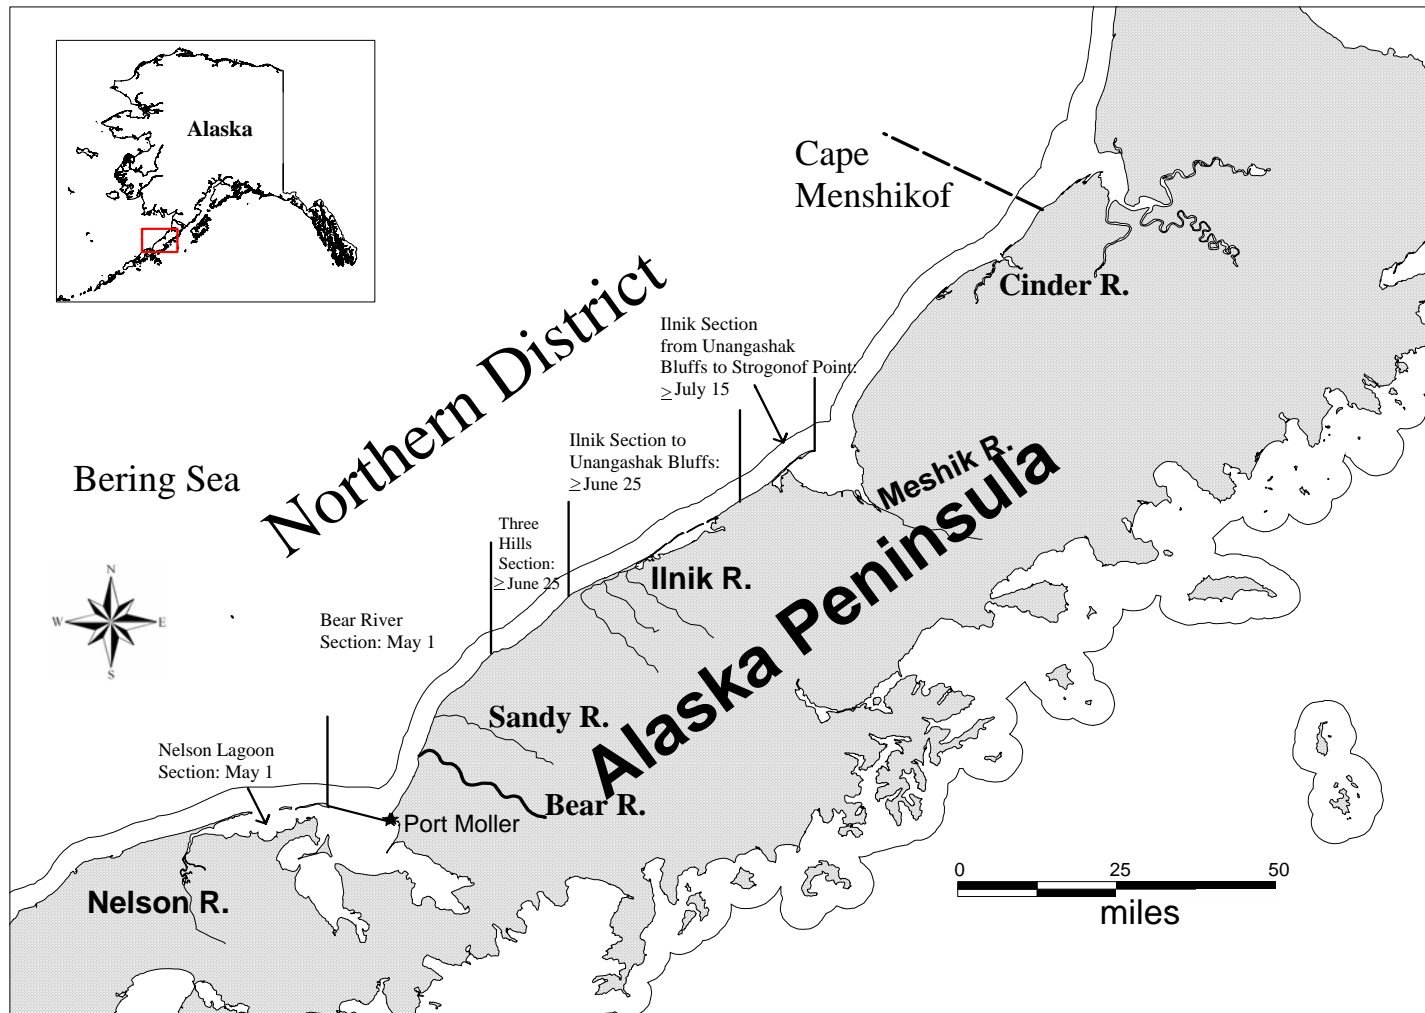 Alaska
Cape
Menshikof
Cinder R.
Northern District
Ilnik Section
from Unangashak
Bluffs to Strogonof Point:
≥July 15
Ilnik Section to
Unangashak Bluffs:
≥June 25
Meshik R.
Bering Sea
Three
Hills
Section:
≥June 25
Alaska Peninsula
Ilnik R.
N
W
E
S
Bear River
Section: May 1
Sandy R.
Nelson Lagoon
Section: May 1
Bear R.
Port Moller
Nelson R.
0 25 50
miles